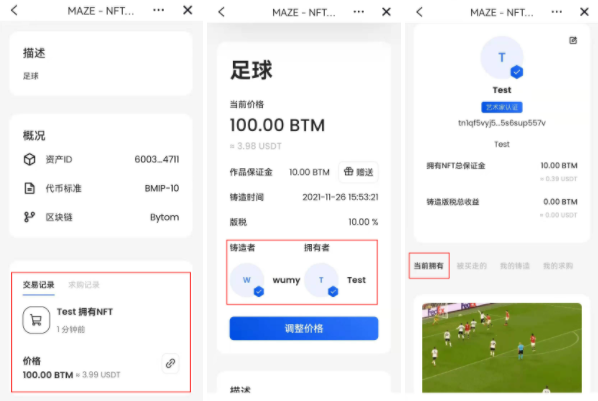 MAZE - NFT...
描述
足球
概况
资产ID 6003...4711
代币标准 BMIP-10
区块链 Bytom
交易记录 求购记录
Test 拥有NFT
1 分钟前
价格
100.00 BTM ≈ 3.99 USDT
MAZE - NFT...
足球
当前价格
100.00 BTM
≈ 3.98 USDT
作品保证金 10.00 BTM 赠送
铸造时间 2021-11-26 15:53:21
版税 10.00 %
铸造者 拥有者
W wumy T Test
调整价格
描述
MAZE - NFT...
T
Test
艺术家认证
tn1qf5vyj5...5s6sup557v
Test
拥有NFT总保证金 10.00 BTM
≈ 0.39 USDT
铸造版税总收益 0.00 BTM
≈ 0.00 USDT
当前拥有 被买走的 我的铸造 我的求购
FedEx